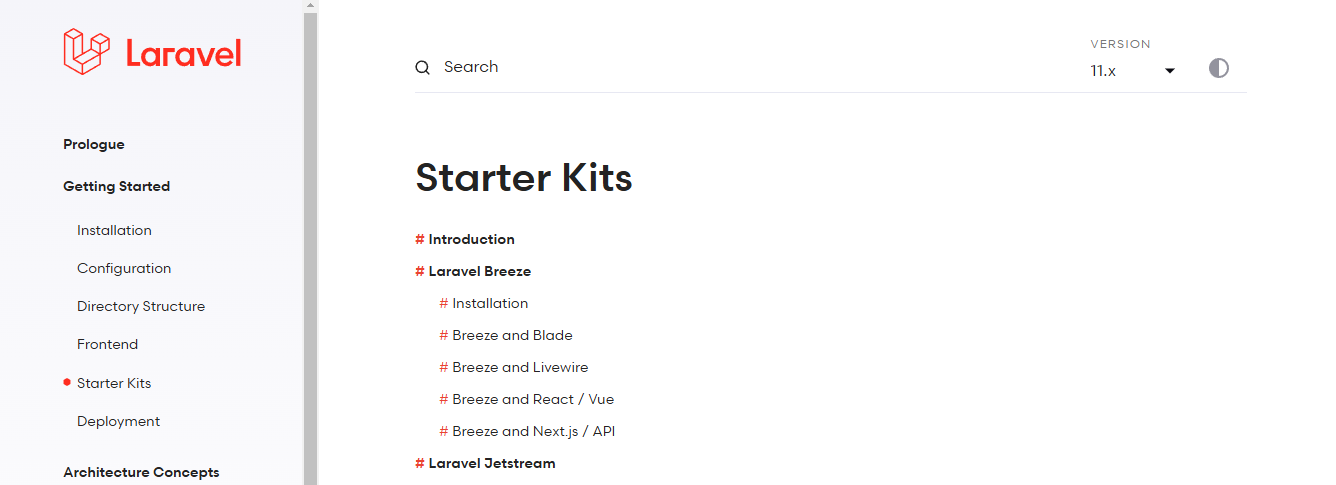 Laravel
Prologue
Getting Started
Installation
Configuration
Directory Structure
Frontend
Starter Kits
Deployment
Architecture Concepts
Search
VERSION
11.x
Starter Kits
# Introduction
# Laravel Breeze
# Installation
# Breeze and Blade
# Breeze and Livewire
# Breeze and React / Vue
# Breeze and Next.js / API
# Laravel Jetstream